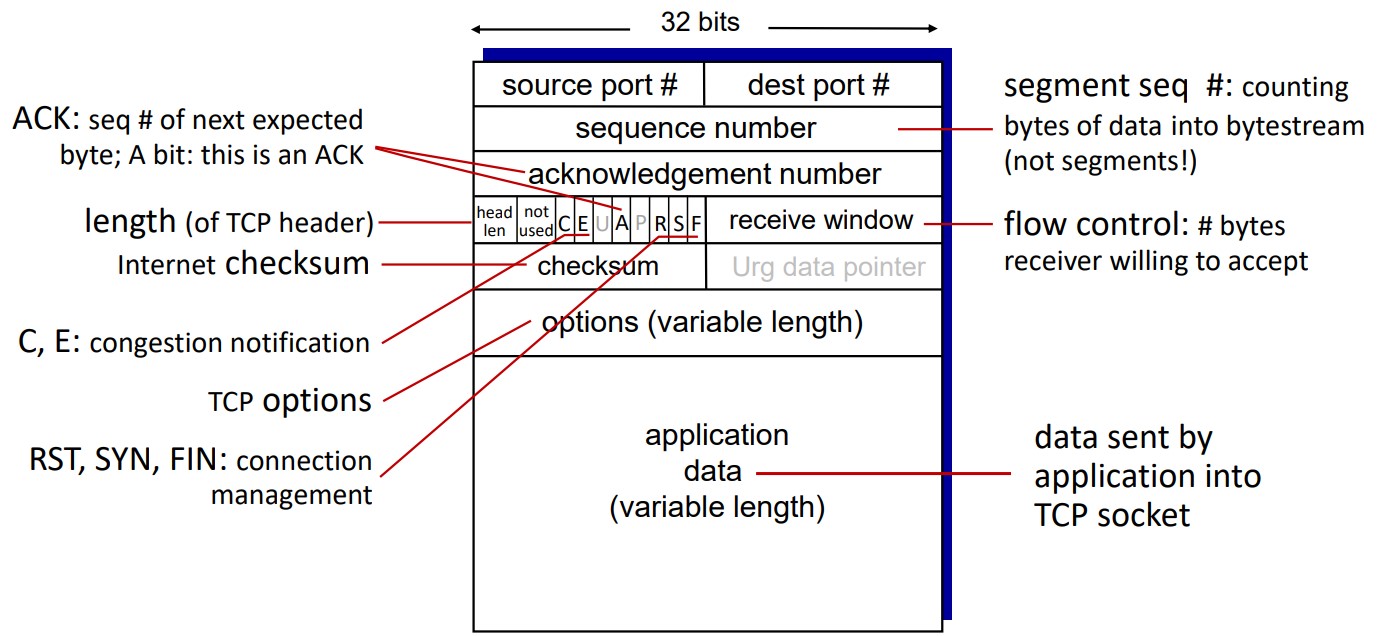 32 bits
source port #
dest port #
sequence number
acknowledgement number
head
len
not
used
C
E
U
A
P
R
S
F
receive window
checksum
Urg data pointer
options (variable length)
application
data
(variable length)
ACK: seq # of next expected
byte; A bit: this is an ACK
length (of TCP header)
Internet checksum
C, E: congestion notification
TCP options
RST, SYN, FIN: connection
management
segment seq #: counting
bytes of data into bytestream
(not segments!)
flow control: # bytes
receiver willing to accept
data sent by
application into
TCP socket